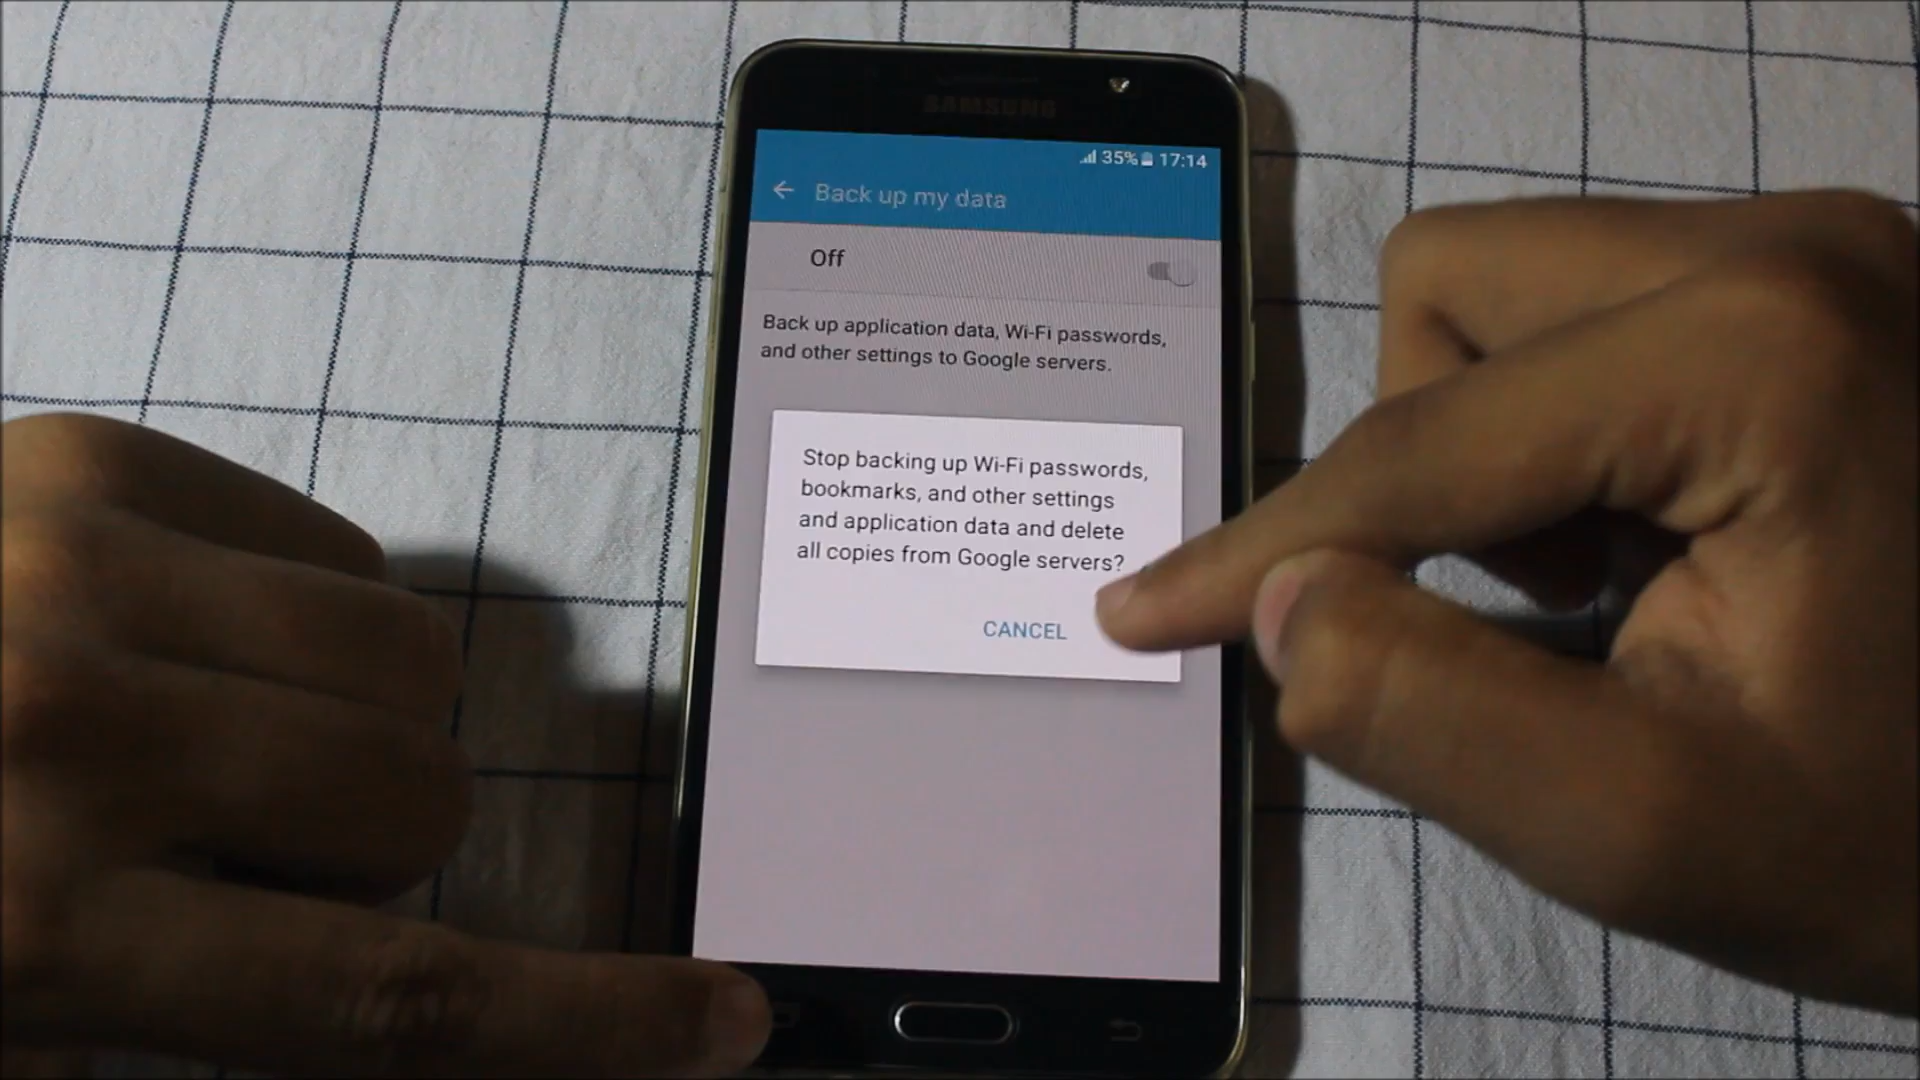 SAMSUNG
35% 17:14
Back up my data
Off
Back up application data, Wi-Fi passwords,
and other settings to Google servers.
Stop backing up Wi-Fi passwords,
bookmarks, and other settings
and application data and delete
all copies from Google servers?
CANCEL